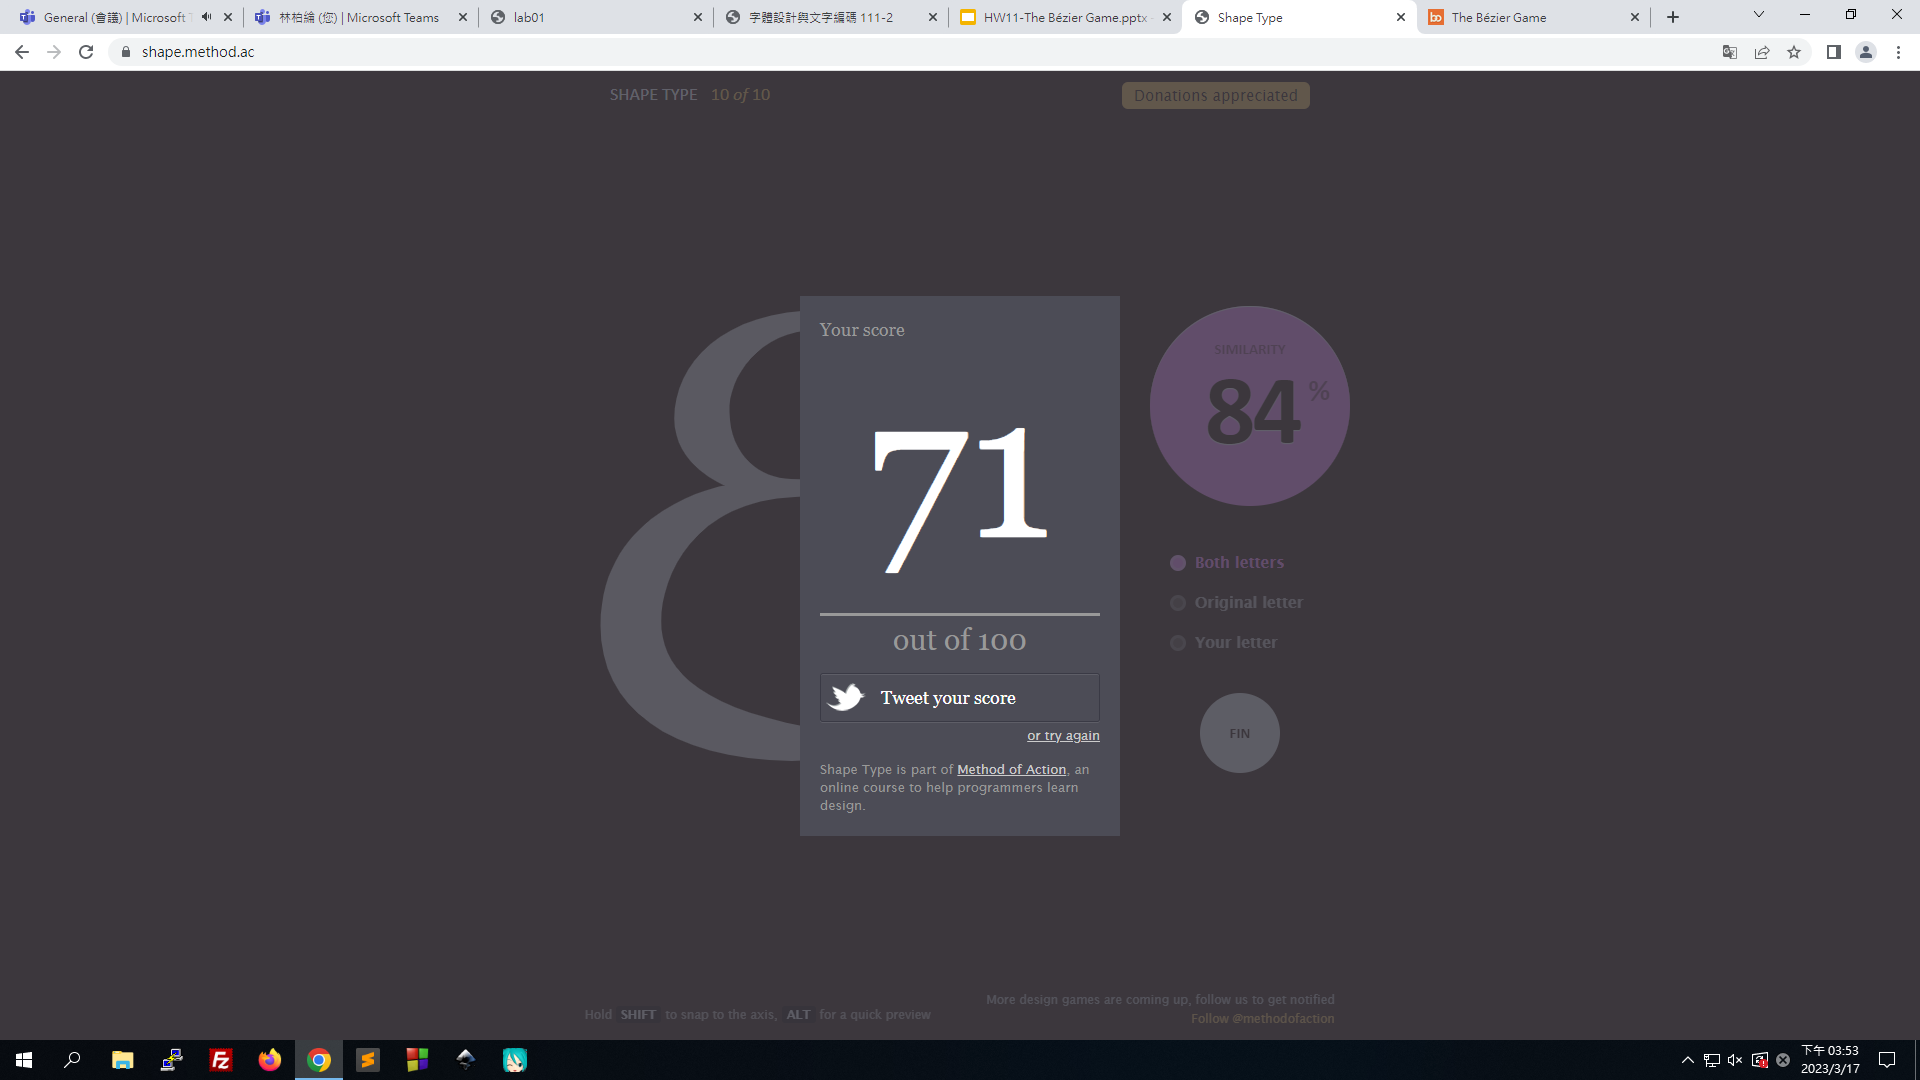 General (會議) | Microsoft T
林柏綸 (您) | Microsoft Teams
lab01
字體設計與文字編碼 111-2
HW11-The Bézier Game.pptx -
Shape Type
The Bézier Game
shape.method.ac
SHAPE TYPE 10 of 10
Donations appreciated
Your score
71
out of 100
Tweet your score
or try again
Shape Type is part of Method of Action, an
online course to help programmers learn
design.
SIMILARITY
84 %
Both letters
Original letter
Your letter
FIN
Hold SHIFT to snap to the axis, ALT for a quick preview
More design games are coming up, follow us to get notified
Follow @methodofaction
下午 03:53
2023/3/17